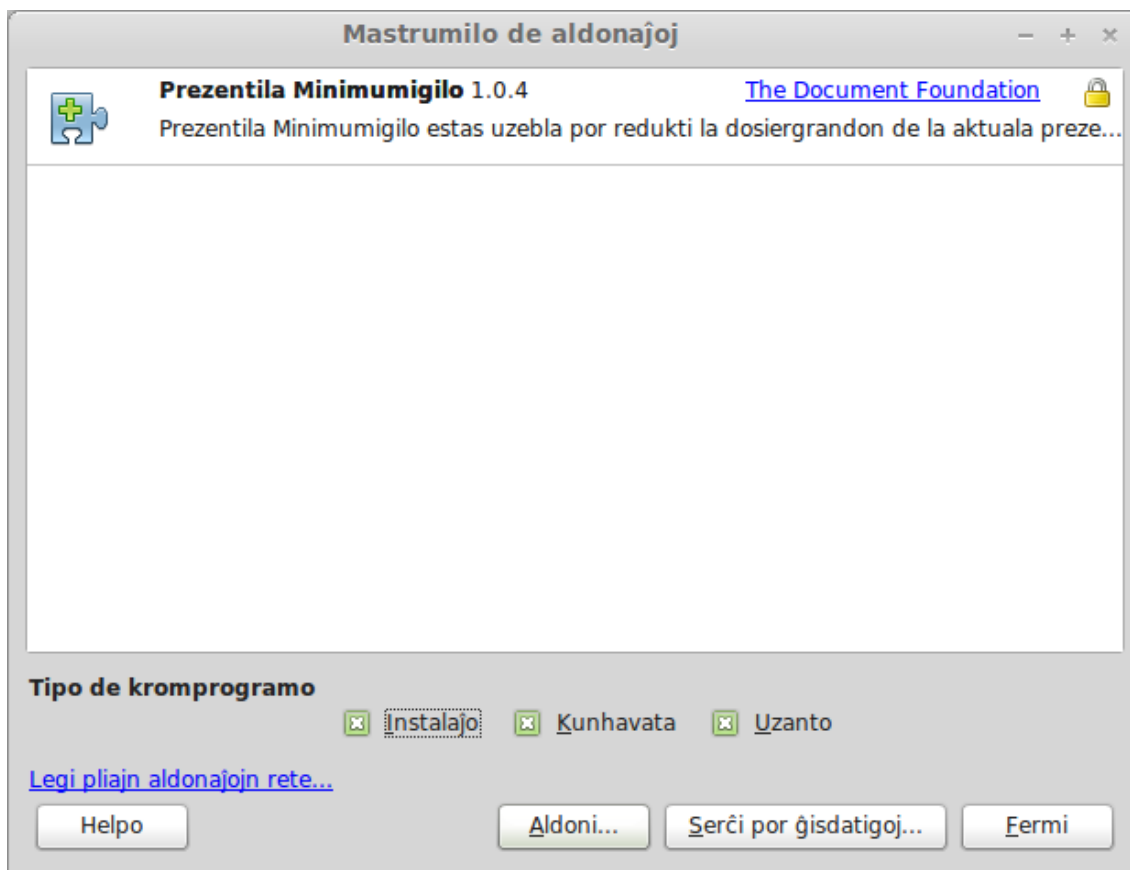 Mastrumilo de aldonaĵoj
Prezentila Minimumigilo 1.0.4 The Document Foundation
Prezentila Minimumigilo estas uzebla por redukti la dosiergrandon de la aktuala preze...
Tipo de kromprogramo
Instalaĵo Kunhavata Uzanto
Legi pliajn aldonaĵojn rete...
Helpo Aldoni... Serĉi por ĝisdatigoj... Fermi